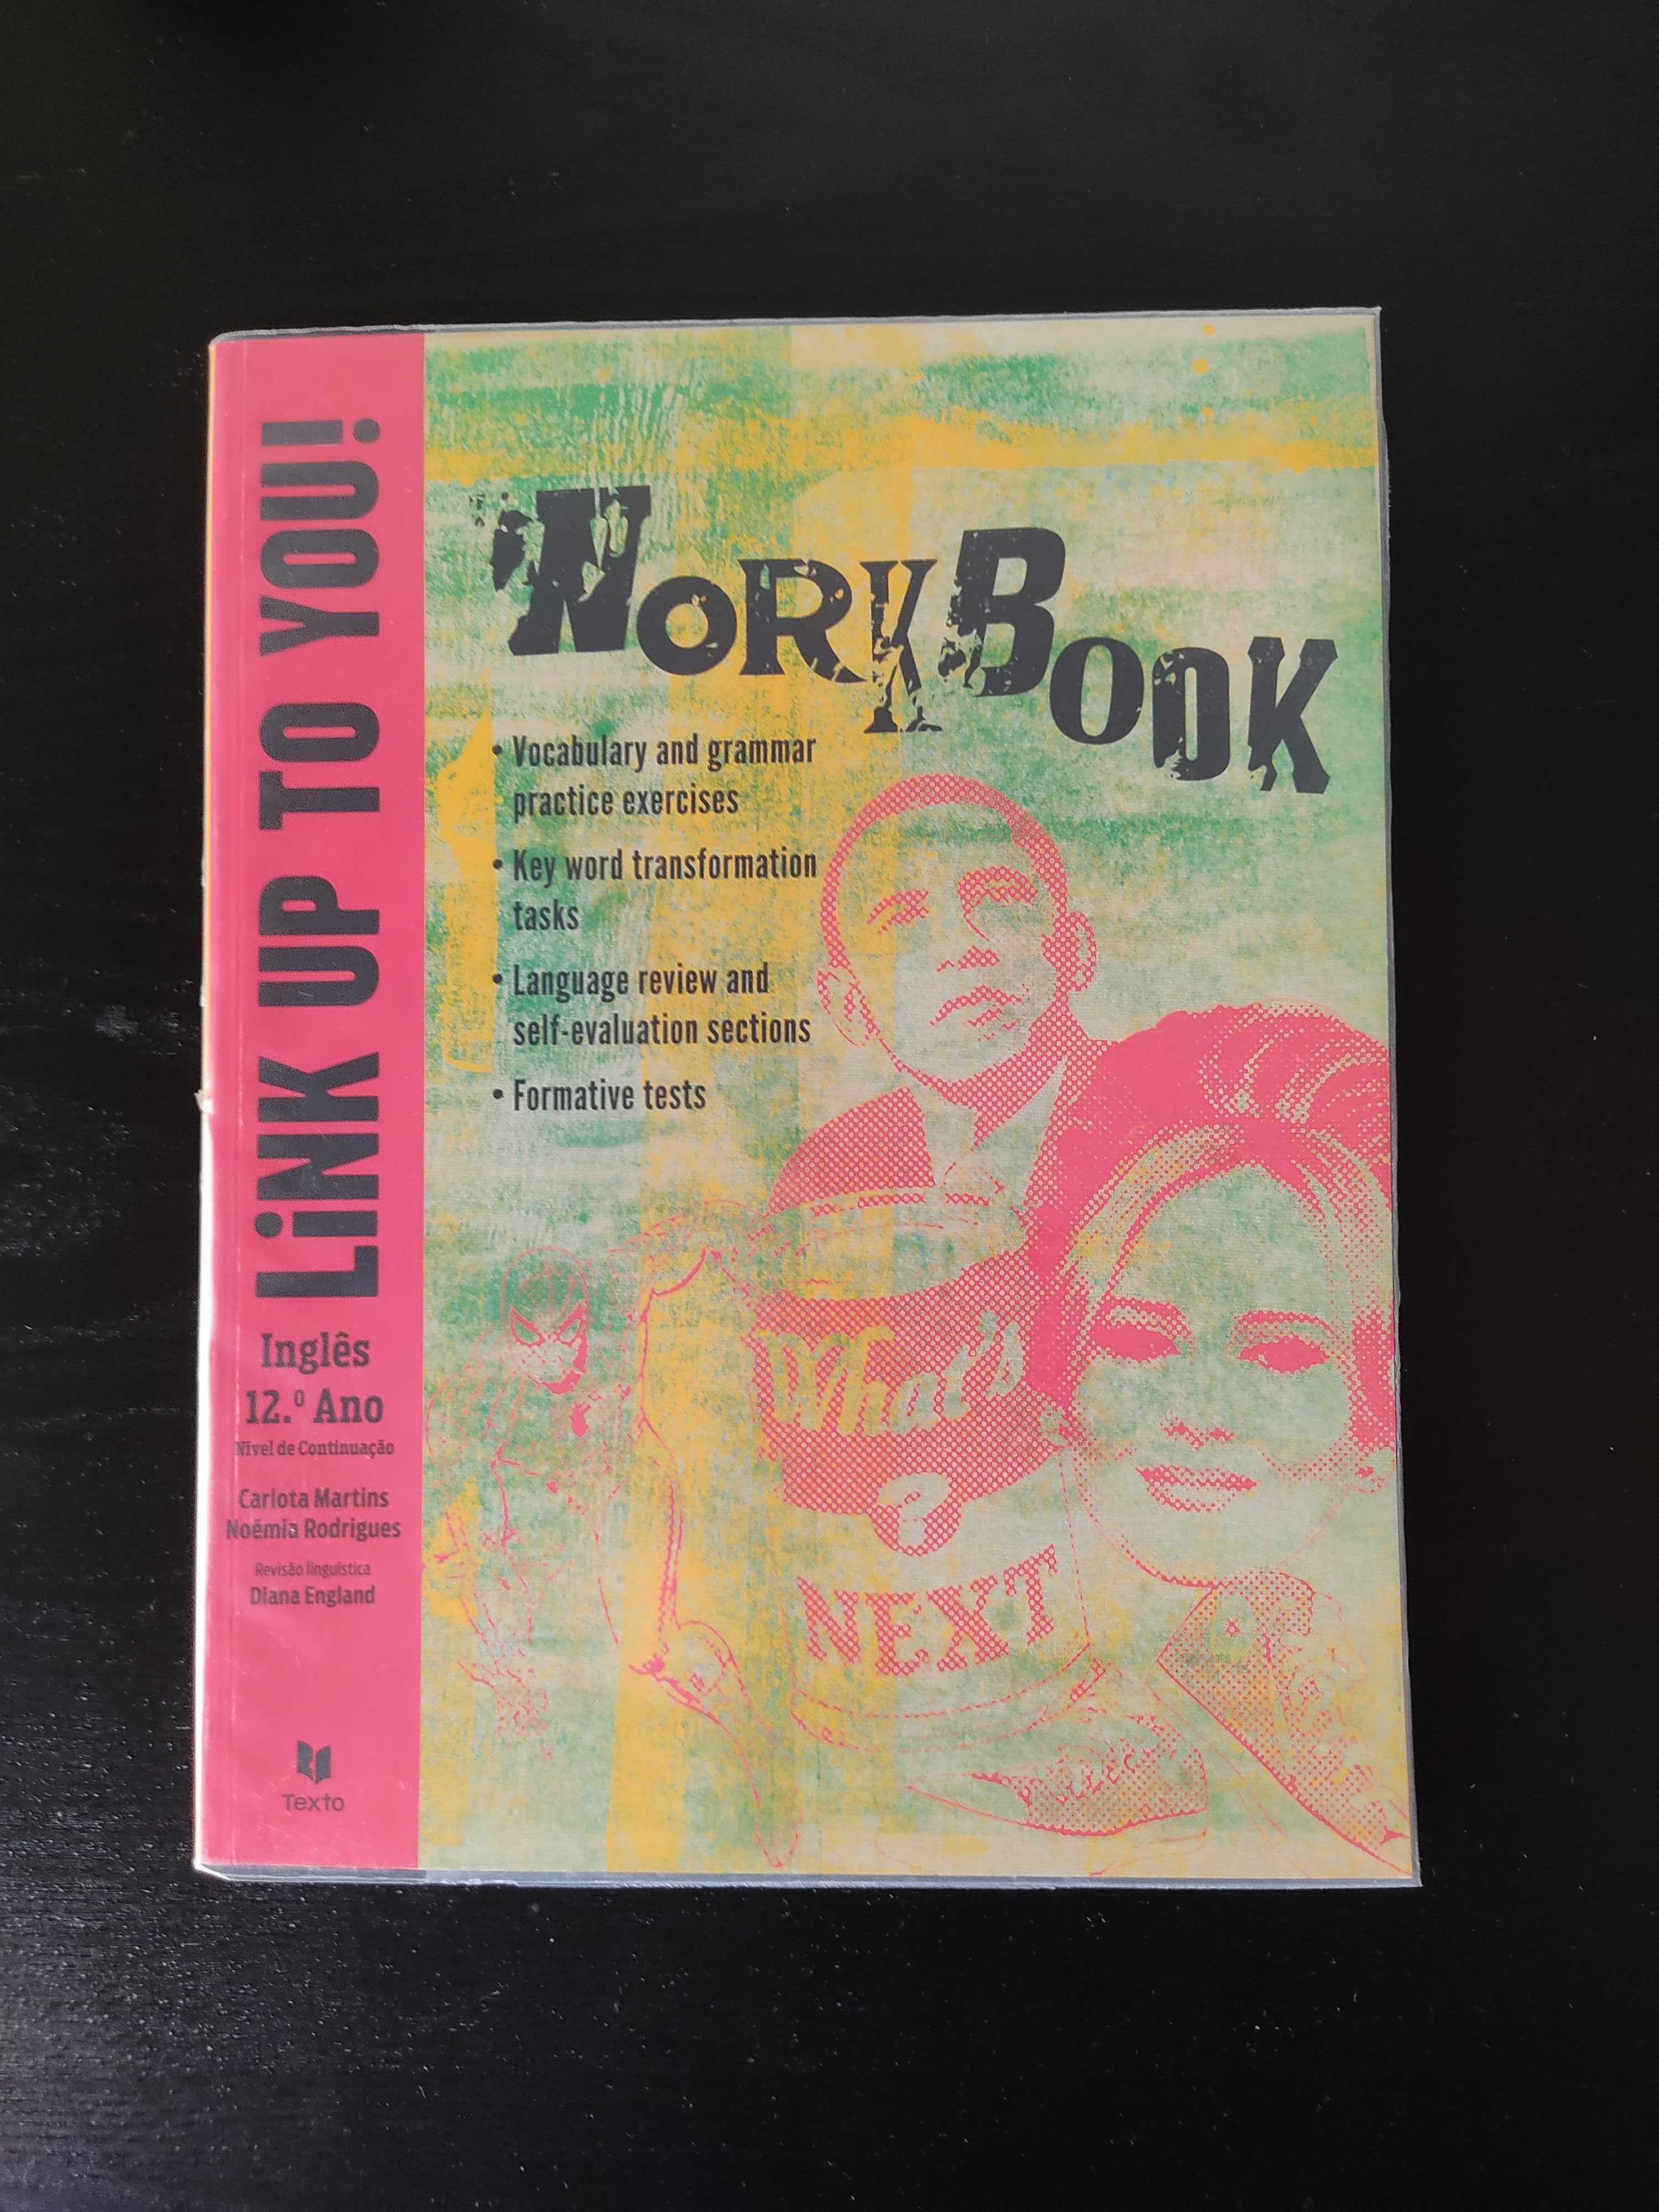 LiNK UP TO YOU!
Inglês
12.º Ano
Nível de Continuação
Carlota Martins
Noémia Rodrigues
Revisão linguística
Diana England
Texto
WORKBOOK
• Vocabulary and grammar
practice exercises
• Key word transformation
tasks
• Language review and
self-evaluation sections
• Formative tests
What's
?
NEXT